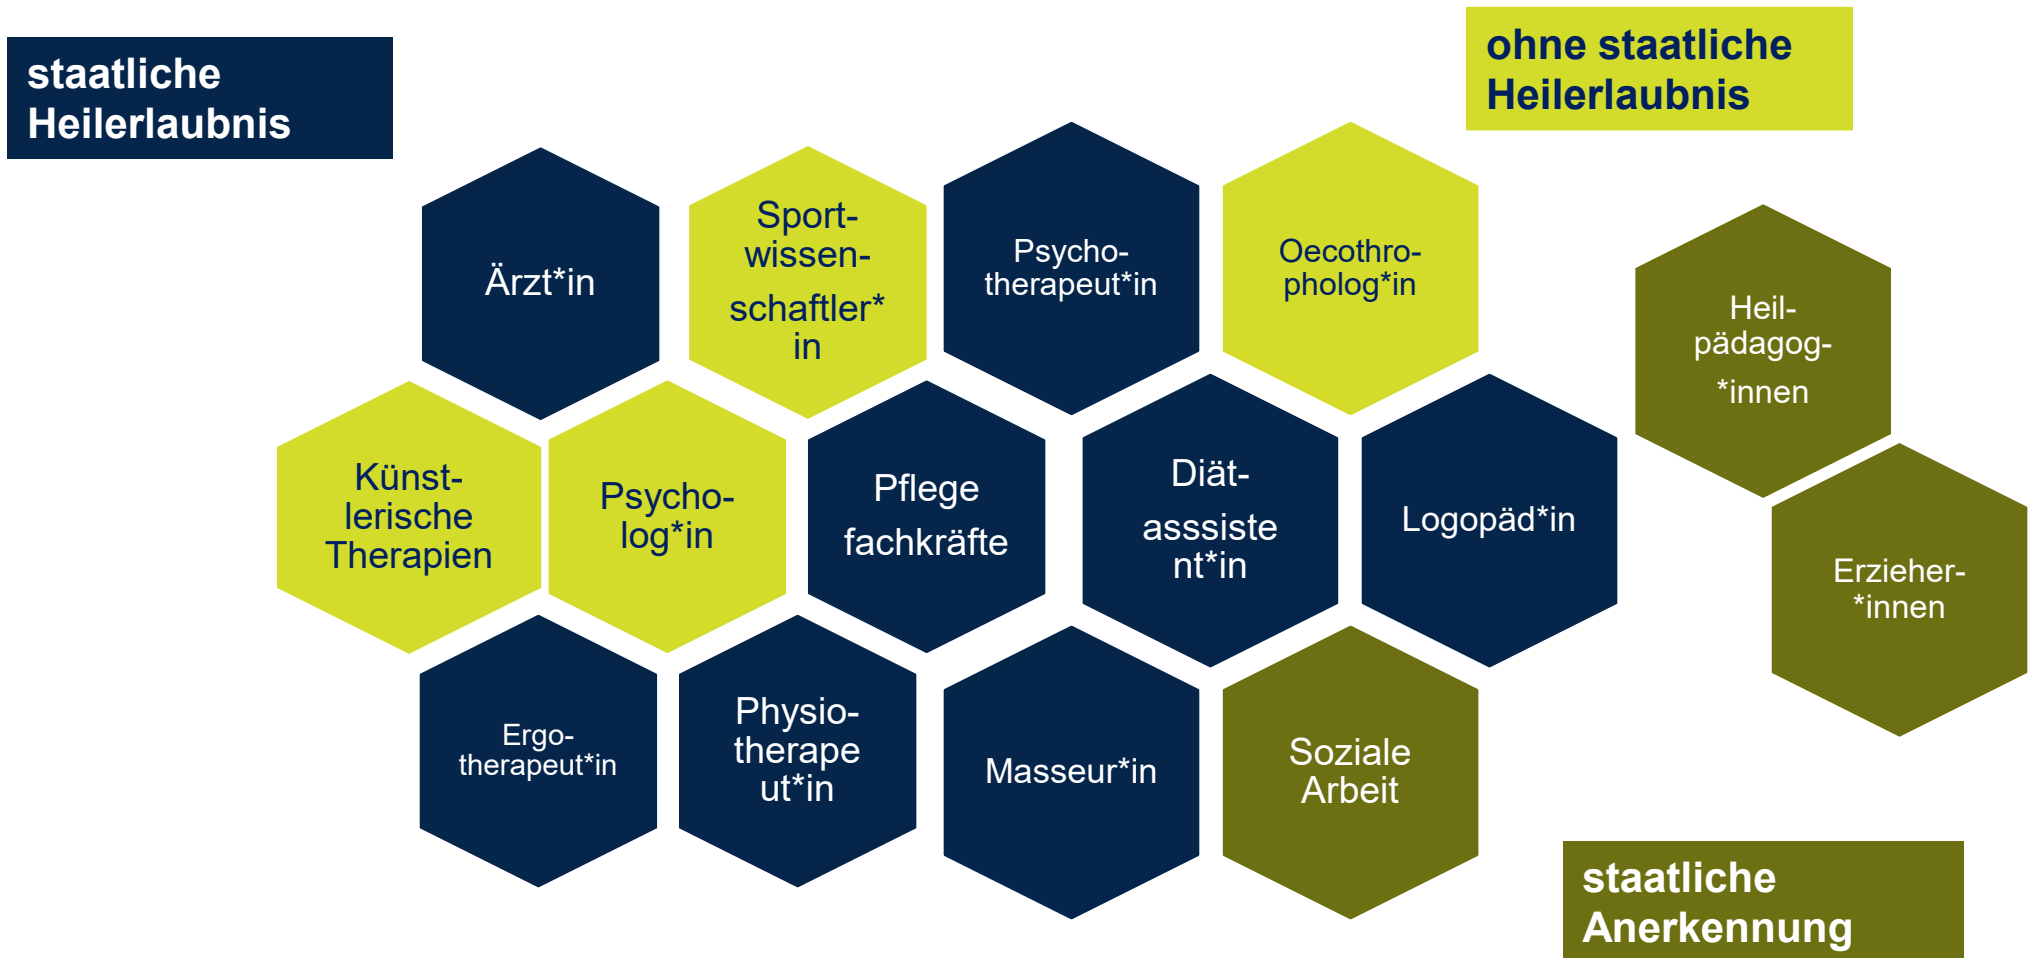 staatliche
Heilerlaubnis
ohne staatliche
Heilerlaubnis
Ärzt*in
Sport-
wissen-
schaftler*
in
Psycho-
therapeut*in
Oecothro-
pholog*in
Heil-
pädagog-
*innen
Künst-
lerische
Therapien
Psycho-
log*in
Pflege
fachkräfte
Diät-
asssiste
nt*in
Logopäd*in
Erzieher-
*innen
Ergo-
therapeut*in
Physio-
therape
ut*in
Masseur*in
Soziale
Arbeit
staatliche
Anerkennung